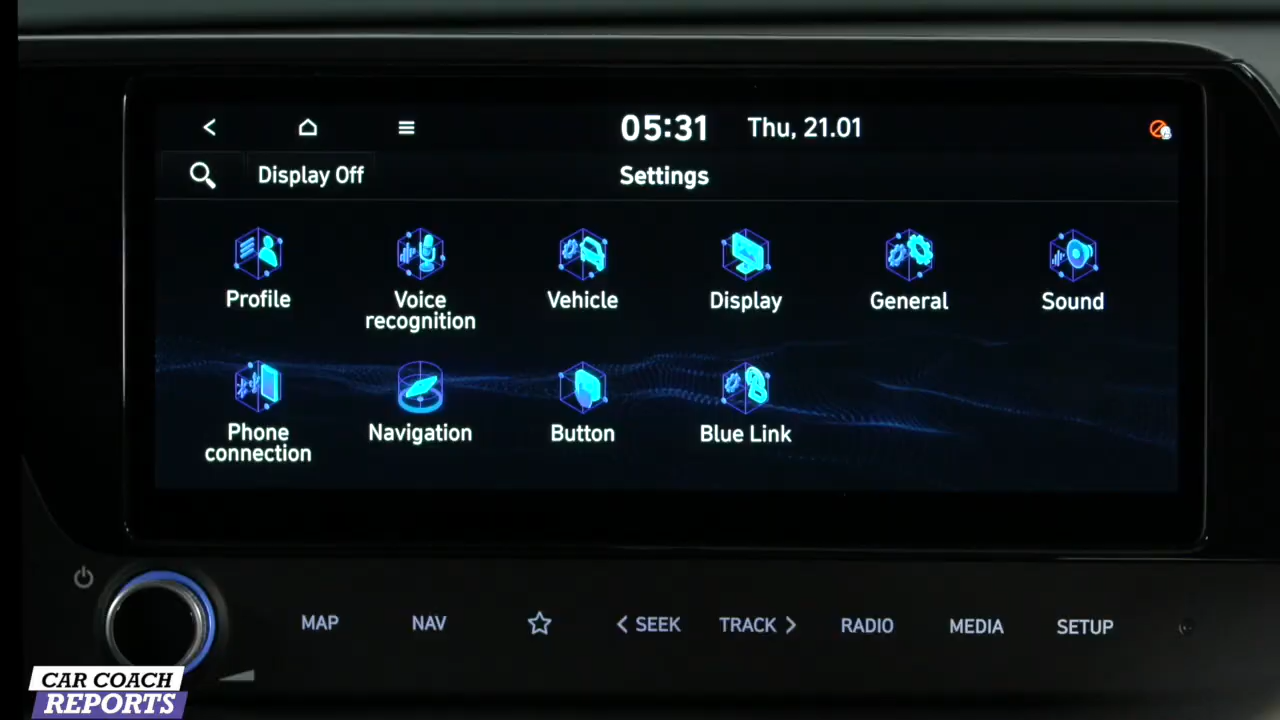 05:31 Thu, 21.01
Display Off
Settings
Profile
Voice
recognition
Vehicle
Display
General
Sound
Phone
connection
Navigation
Button
Blue Link
MAP
NAV
< SEEK
TRACK >
RADIO
MEDIA
SETUP
CAR COACH
REPORTS